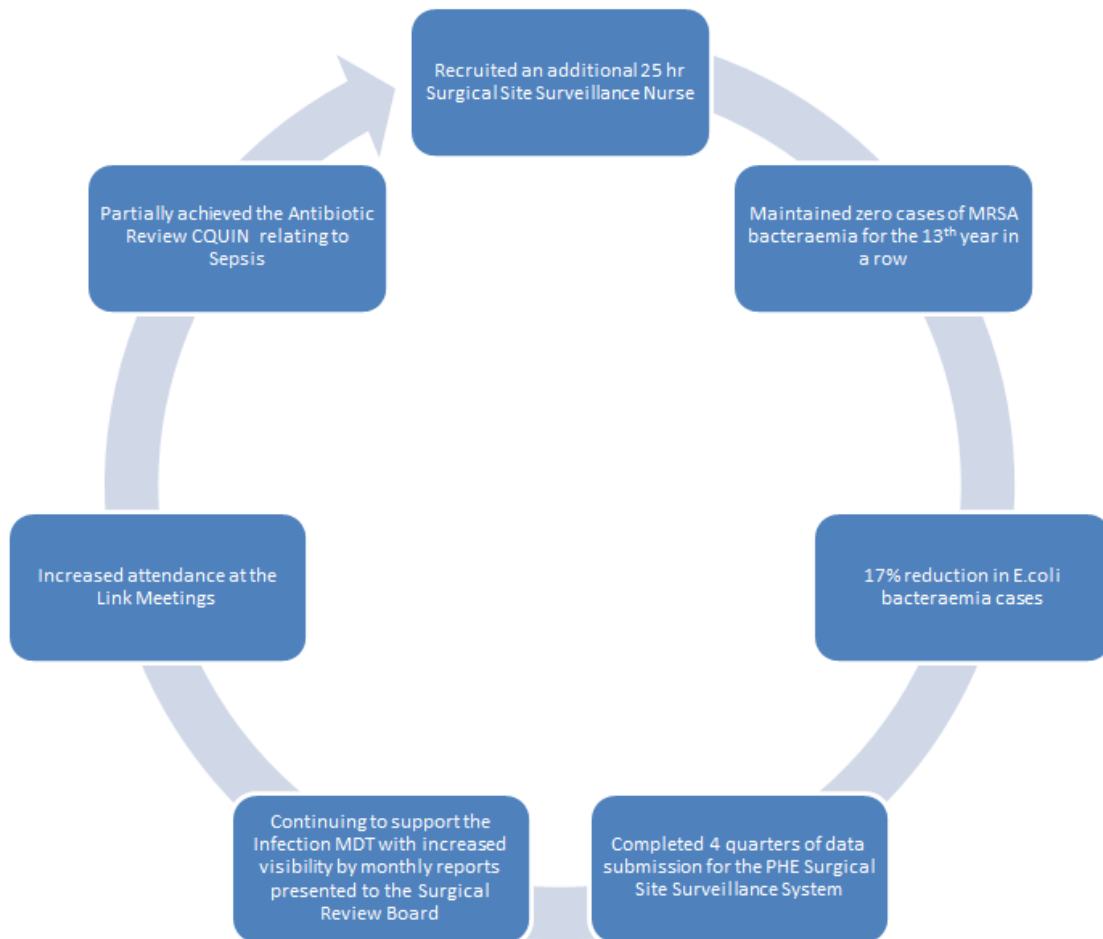 Recruited an additional 25 hr
Surgical Site Surveillance Nurse
Maintained zero cases of MRSA
bacteraemia for the 13th year in
a row
17% reduction in E.coli
bacteraemia cases
Completed 4 quarters of data
submission for the PHE Surgical
Site Surveillance System
Continuing to support the
Infection MDT with increased
visibility by monthly reports
presented to the Surgical
Review Board
Increased attendance at the
Link Meetings
Partially achieved the Antibiotic
Review CQUIN relating to
Sepsis